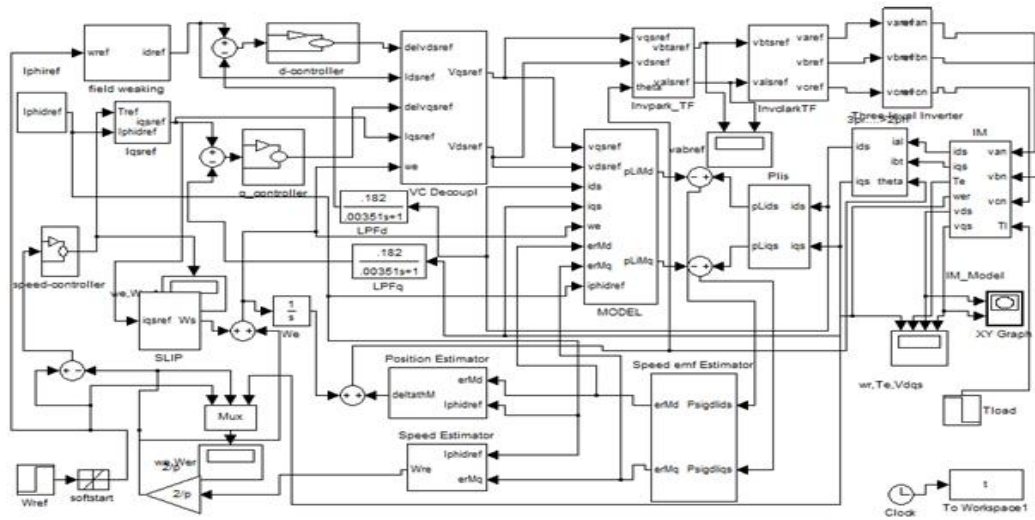 wref
idref
field weaking
Iphiref
Iphidref
Tref
iqsref
Iphidref
Iqsref
d-controller
q_controller
delvdsref
Idsref
delvqsref
Iqsref
we
Vqsref
Vdsref
VC Decoupl
vqsref
vdsref
theta
vbtaref
valsref
Invpark_TF
vbtsref
valsref
varef
vbref
vcref
InvclarkTF
Three-level Inverter
vabref
ids
iqs
ial
ibt
theta
IM
ids
iqs
Te
wer
vds
vqs
van
vbn
vcn
Tl
IM_Model
.182
.00351s+1
LPFd
.182
.00351s+1
LPFq
vqsref
vdsref
ids
iqs
we
erMd
erMq
iphidref
pLiMd
pLiMq
MODEL
Plis
pLids
ids
pLiqs
iqs
speed-controller
iqsref
Ws
SLIP
1
s
We
XY Graph
wr,Te,Vdqs
Position Estimator
erMd
deltathM
Iphidref
Speed emf Estimator
erMd
Psigdlids
erMq
Psigdliqs
Speed Estimator
Iphidref
Wre
erMq
Mux
we,Wer
2/p
2/p
Wref
softstart
Tload
Clock
t
To Workspace1